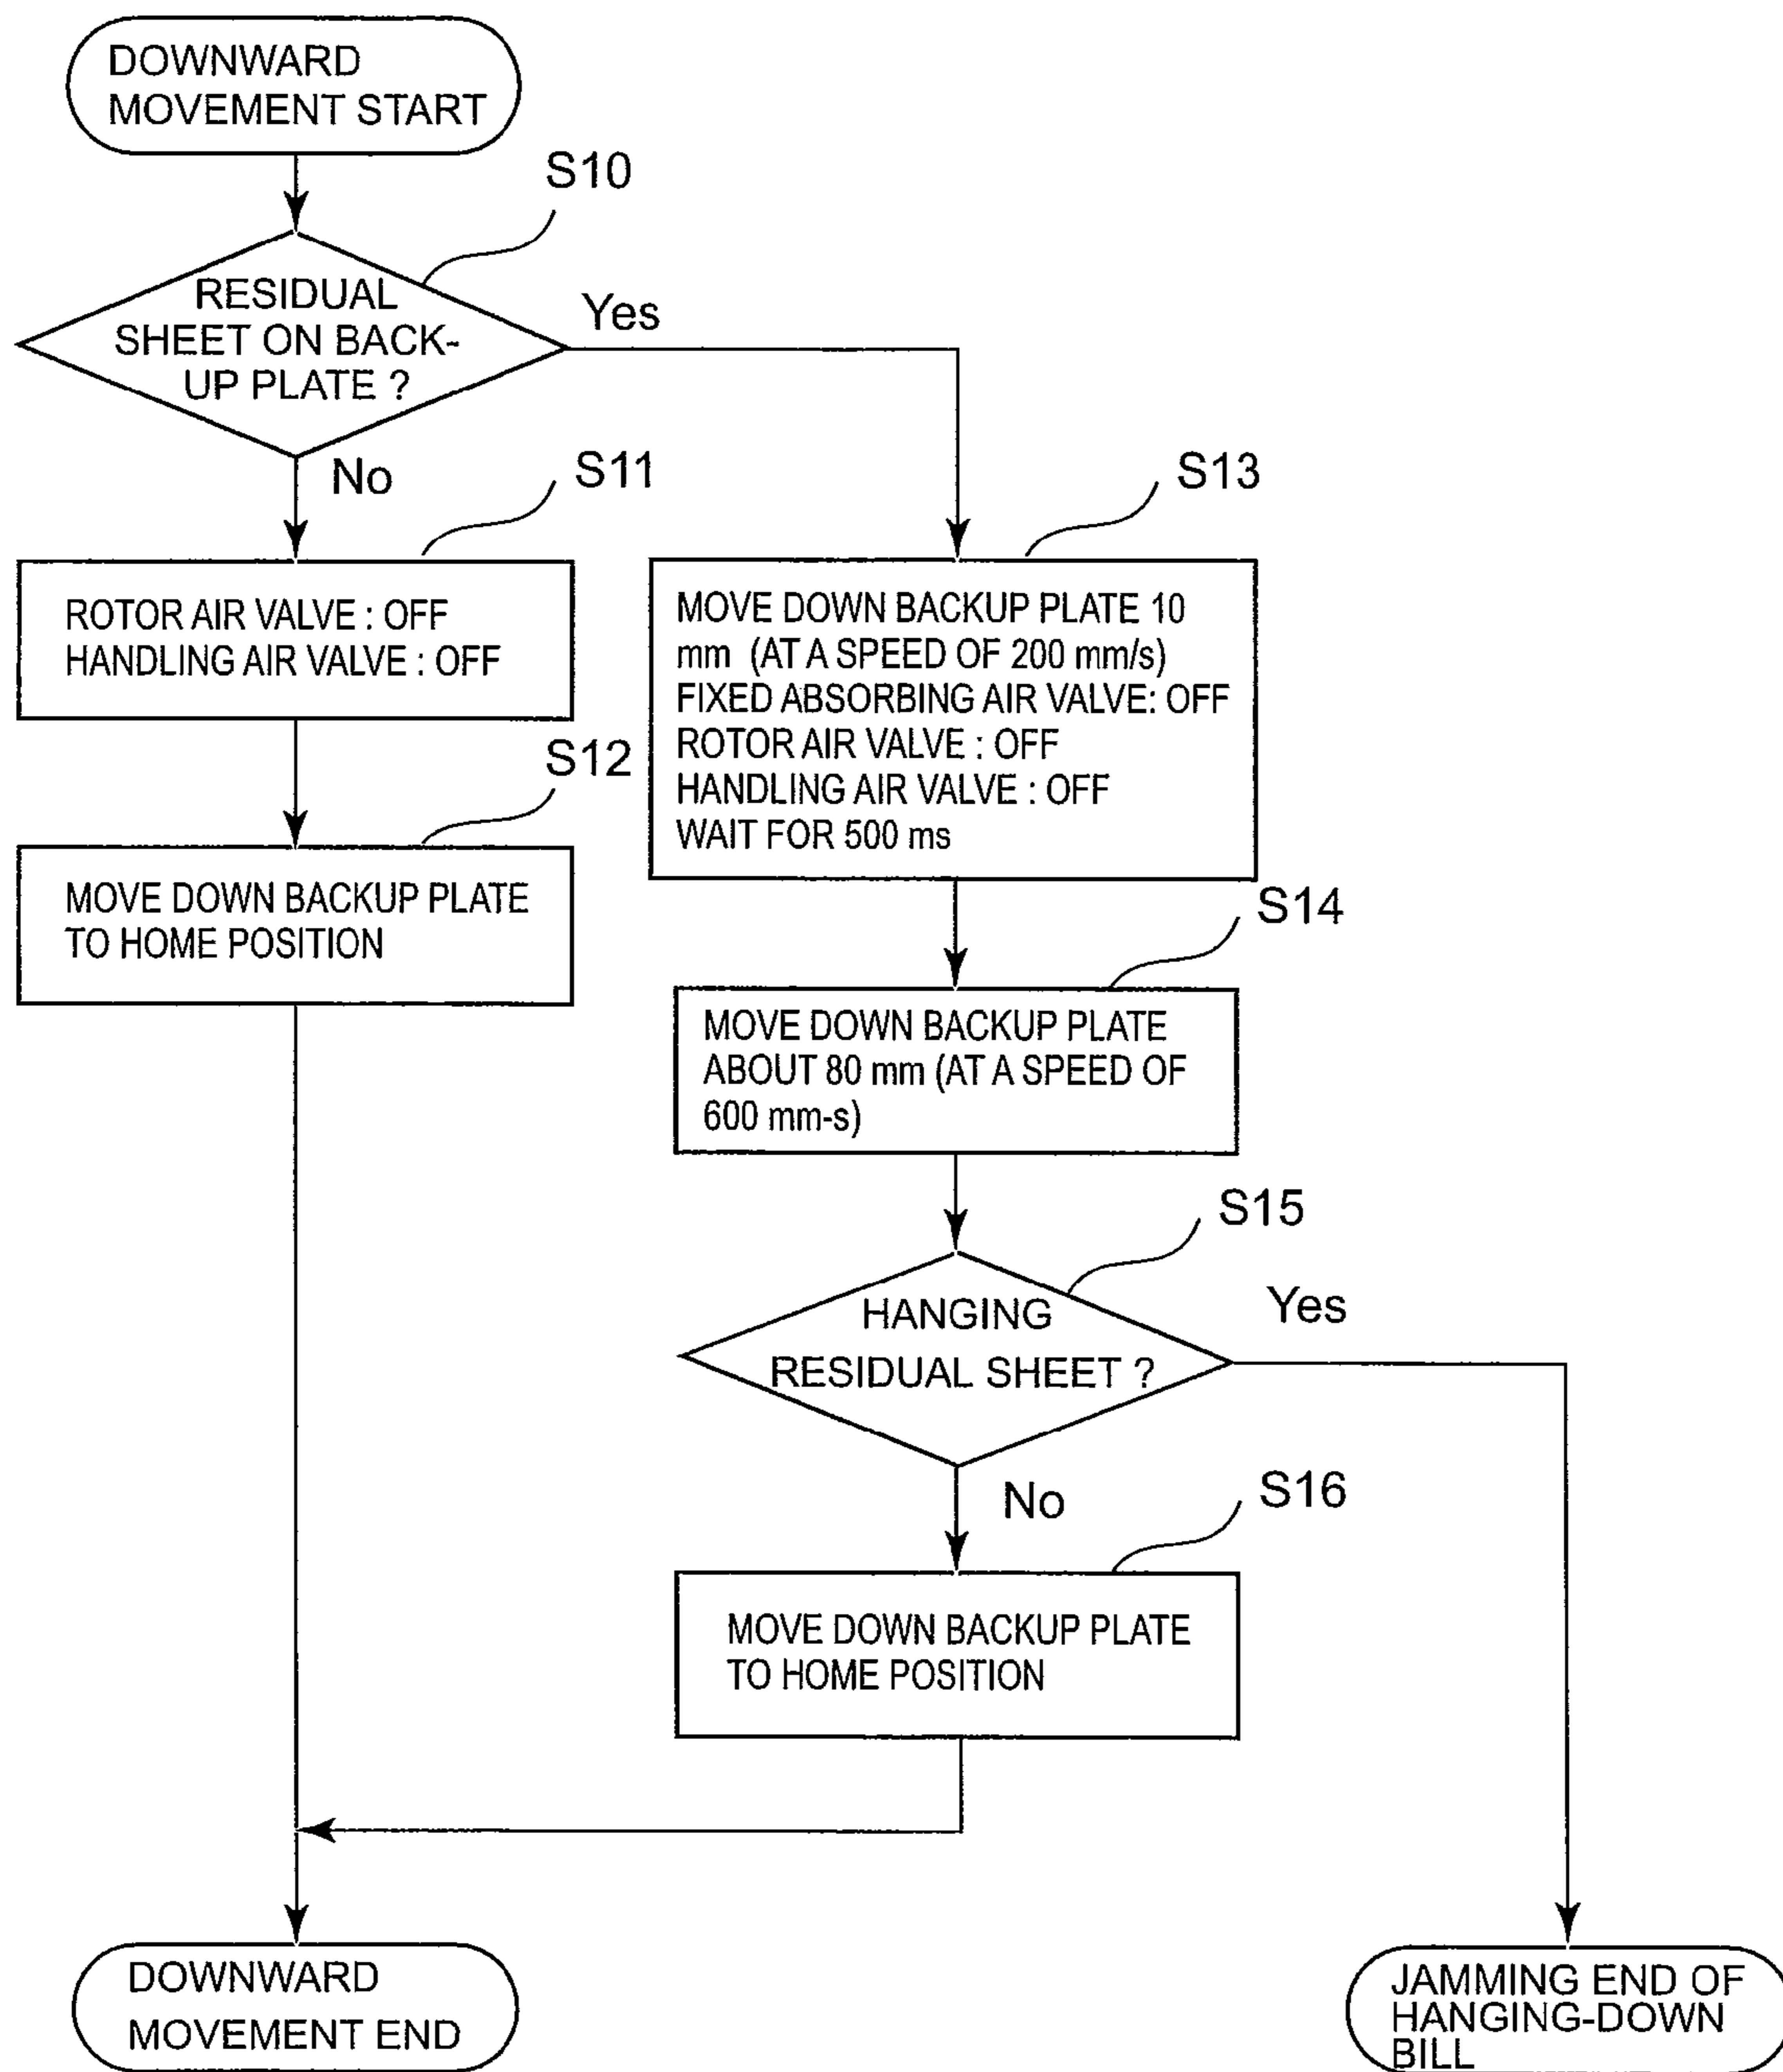 DOWNWARD
MOVEMENT START
S10
RESIDUAL
SHEET ON BACK-
UP PLATE ?
Yes
No
S11
ROTOR AIR VALVE : OFF
HANDLING AIR VALVE : OFF
S12
MOVE DOWN BACKUP PLATE
TO HOME POSITION
S13
MOVE DOWN BACKUP PLATE 10
mm (AT A SPEED OF 200 mm/s)
FIXED ABSORBING AIR VALVE: OFF
ROTOR AIR VALVE : OFF
HANDLING AIR VALVE : OFF
WAIT FOR 500 ms
S14
MOVE DOWN BACKUP PLATE
ABOUT 80 mm (AT A SPEED OF
600 mm-s)
S15
HANGING
RESIDUAL SHEET ?
Yes
No
S16
MOVE DOWN BACKUP PLATE
TO HOME POSITION
DOWNWARD
MOVEMENT END
JAMMING END OF
HANGING-DOWN
BILL